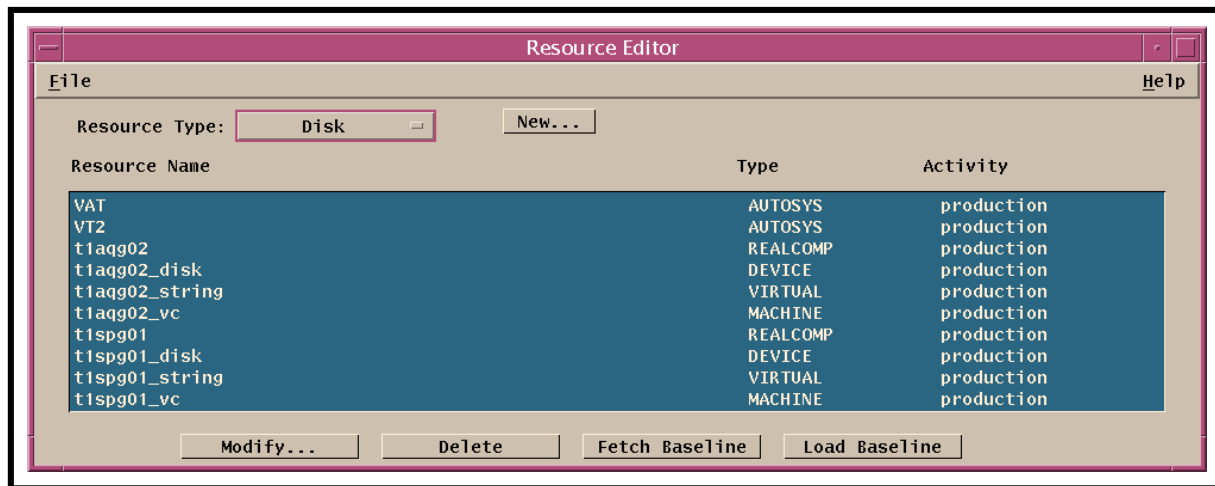 Resource Editor
File Help
Resource Type: Disk New...
Resource Name Type Activity
VAT AUTOSYS production
VT2 AUTOSYS production
t1aqg02 REALCOMP production
t1aqg02_disk DEVICE production
t1aqg02_string VIRTUAL production
t1aqg02_vc MACHINE production
t1spg01 REALCOMP production
t1spg01_disk DEVICE production
t1spg01_string VIRTUAL production
t1spg01_vc MACHINE production
Modify... Delete Fetch Baseline Load Baseline